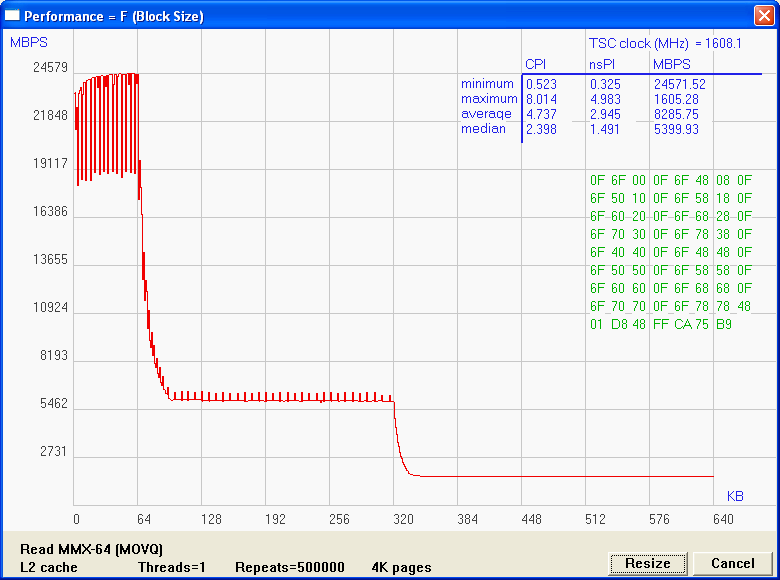 Performance = F (Block Size)
MBPS
TSC clock (MHz) = 1608.1
CPI nsPI MBPS
minimum 0.523 0.325 24571.52
maximum 8.014 4.983 1605.28
average 4.737 2.945 8285.75
median 2.398 1.491 5399.93
24579
21848
19117
16386
13655
10924
8193
5462
2731
0F 6F 00 0F 6F 48 08 0F
6F 50 10 0F 6F 58 18 0F
6F 60 20 0F 6F 68 28 0F
6F 70 30 0F 6F 78 38 0F
6F 40 40 0F 6F 48 48 0F
6F 50 50 0F 6F 58 58 0F
6F 60 60 0F 6F 68 68 0F
6F 70 70 0F 6F 78 78 48
01 D8 48 FF CA 75 B9
KB
0 64 128 192 256 320 384 448 512 576 640
Read MMX-64 (MOVQ)
L2 cache Threads=1 Repeats=500000 4K pages
Resize Cancel